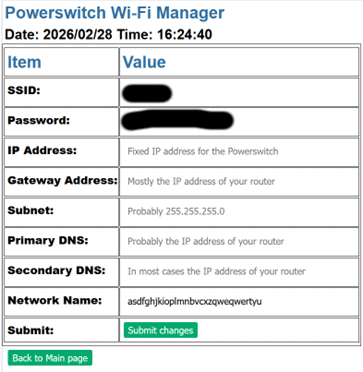 Powerswitch Wi-Fi Manager
Date: 2026/02/28 Time: 16:24:40
Item Value
SSID:
Password:
IP Address: Fixed IP address for the Powerswitch
Gateway Address: Mostly the IP address of your router
Subnet: Probably 255.255.255.0
Primary DNS: Probably the IP address of your router
Secondary DNS: In most cases the IP address of your router
Network Name: asdfghjkioplmnbvcxzqweqwertyu
Submit: Submit changes
Back to Main page